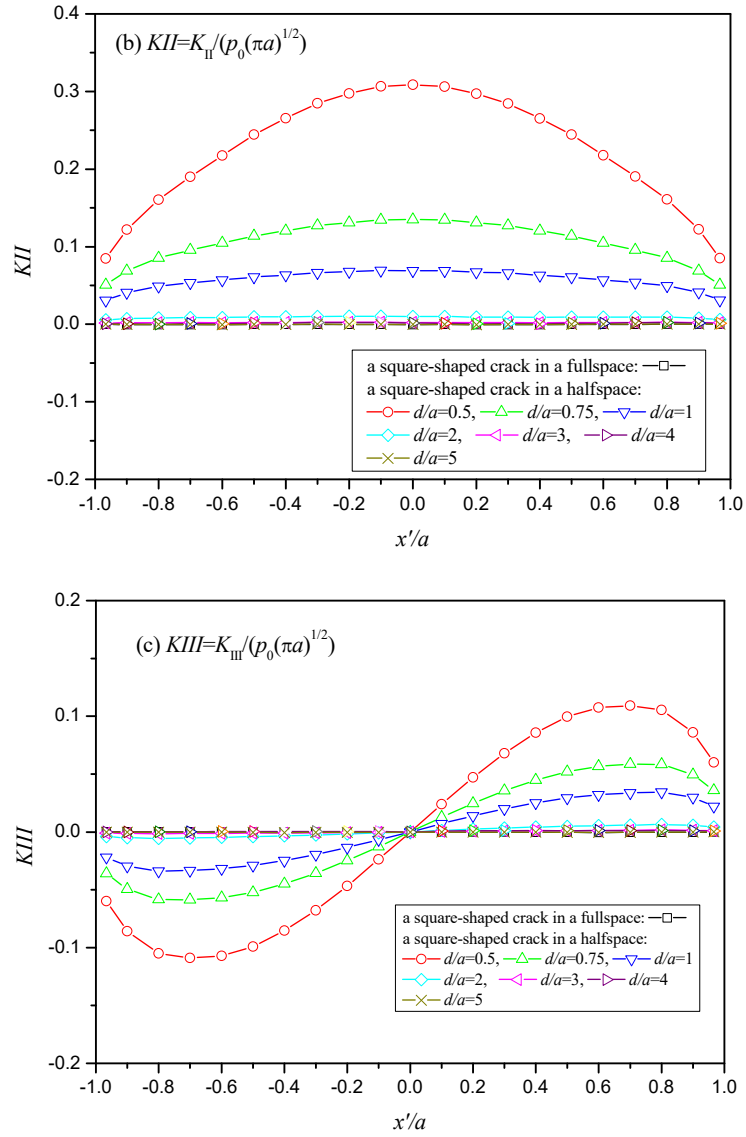 (b) KII=K_II/(p_0(πa)^1/2)
0.4
0.3
0.2
0.1
0.0
-0.1
-0.2
KII
a square-shaped crack in a fullspace:
a square-shaped crack in a halfspace:
d/a=0.5, d/a=0.75, d/a=1
d/a=2, d/a=3, d/a=4
d/a=5
-1.0 -0.8 -0.6 -0.4 -0.2 0.0 0.2 0.4 0.6 0.8 1.0
x'/a
(c) KIII=K_III/(p_0(πa)^1/2)
0.2
0.1
0.0
-0.1
-0.2
KIII
a square-shaped crack in a fullspace:
a square-shaped crack in a halfspace:
d/a=0.5, d/a=0.75, d/a=1
d/a=2, d/a=3, d/a=4
d/a=5
-1.0 -0.8 -0.6 -0.4 -0.2 0.0 0.2 0.4 0.6 0.8 1.0
x'/a